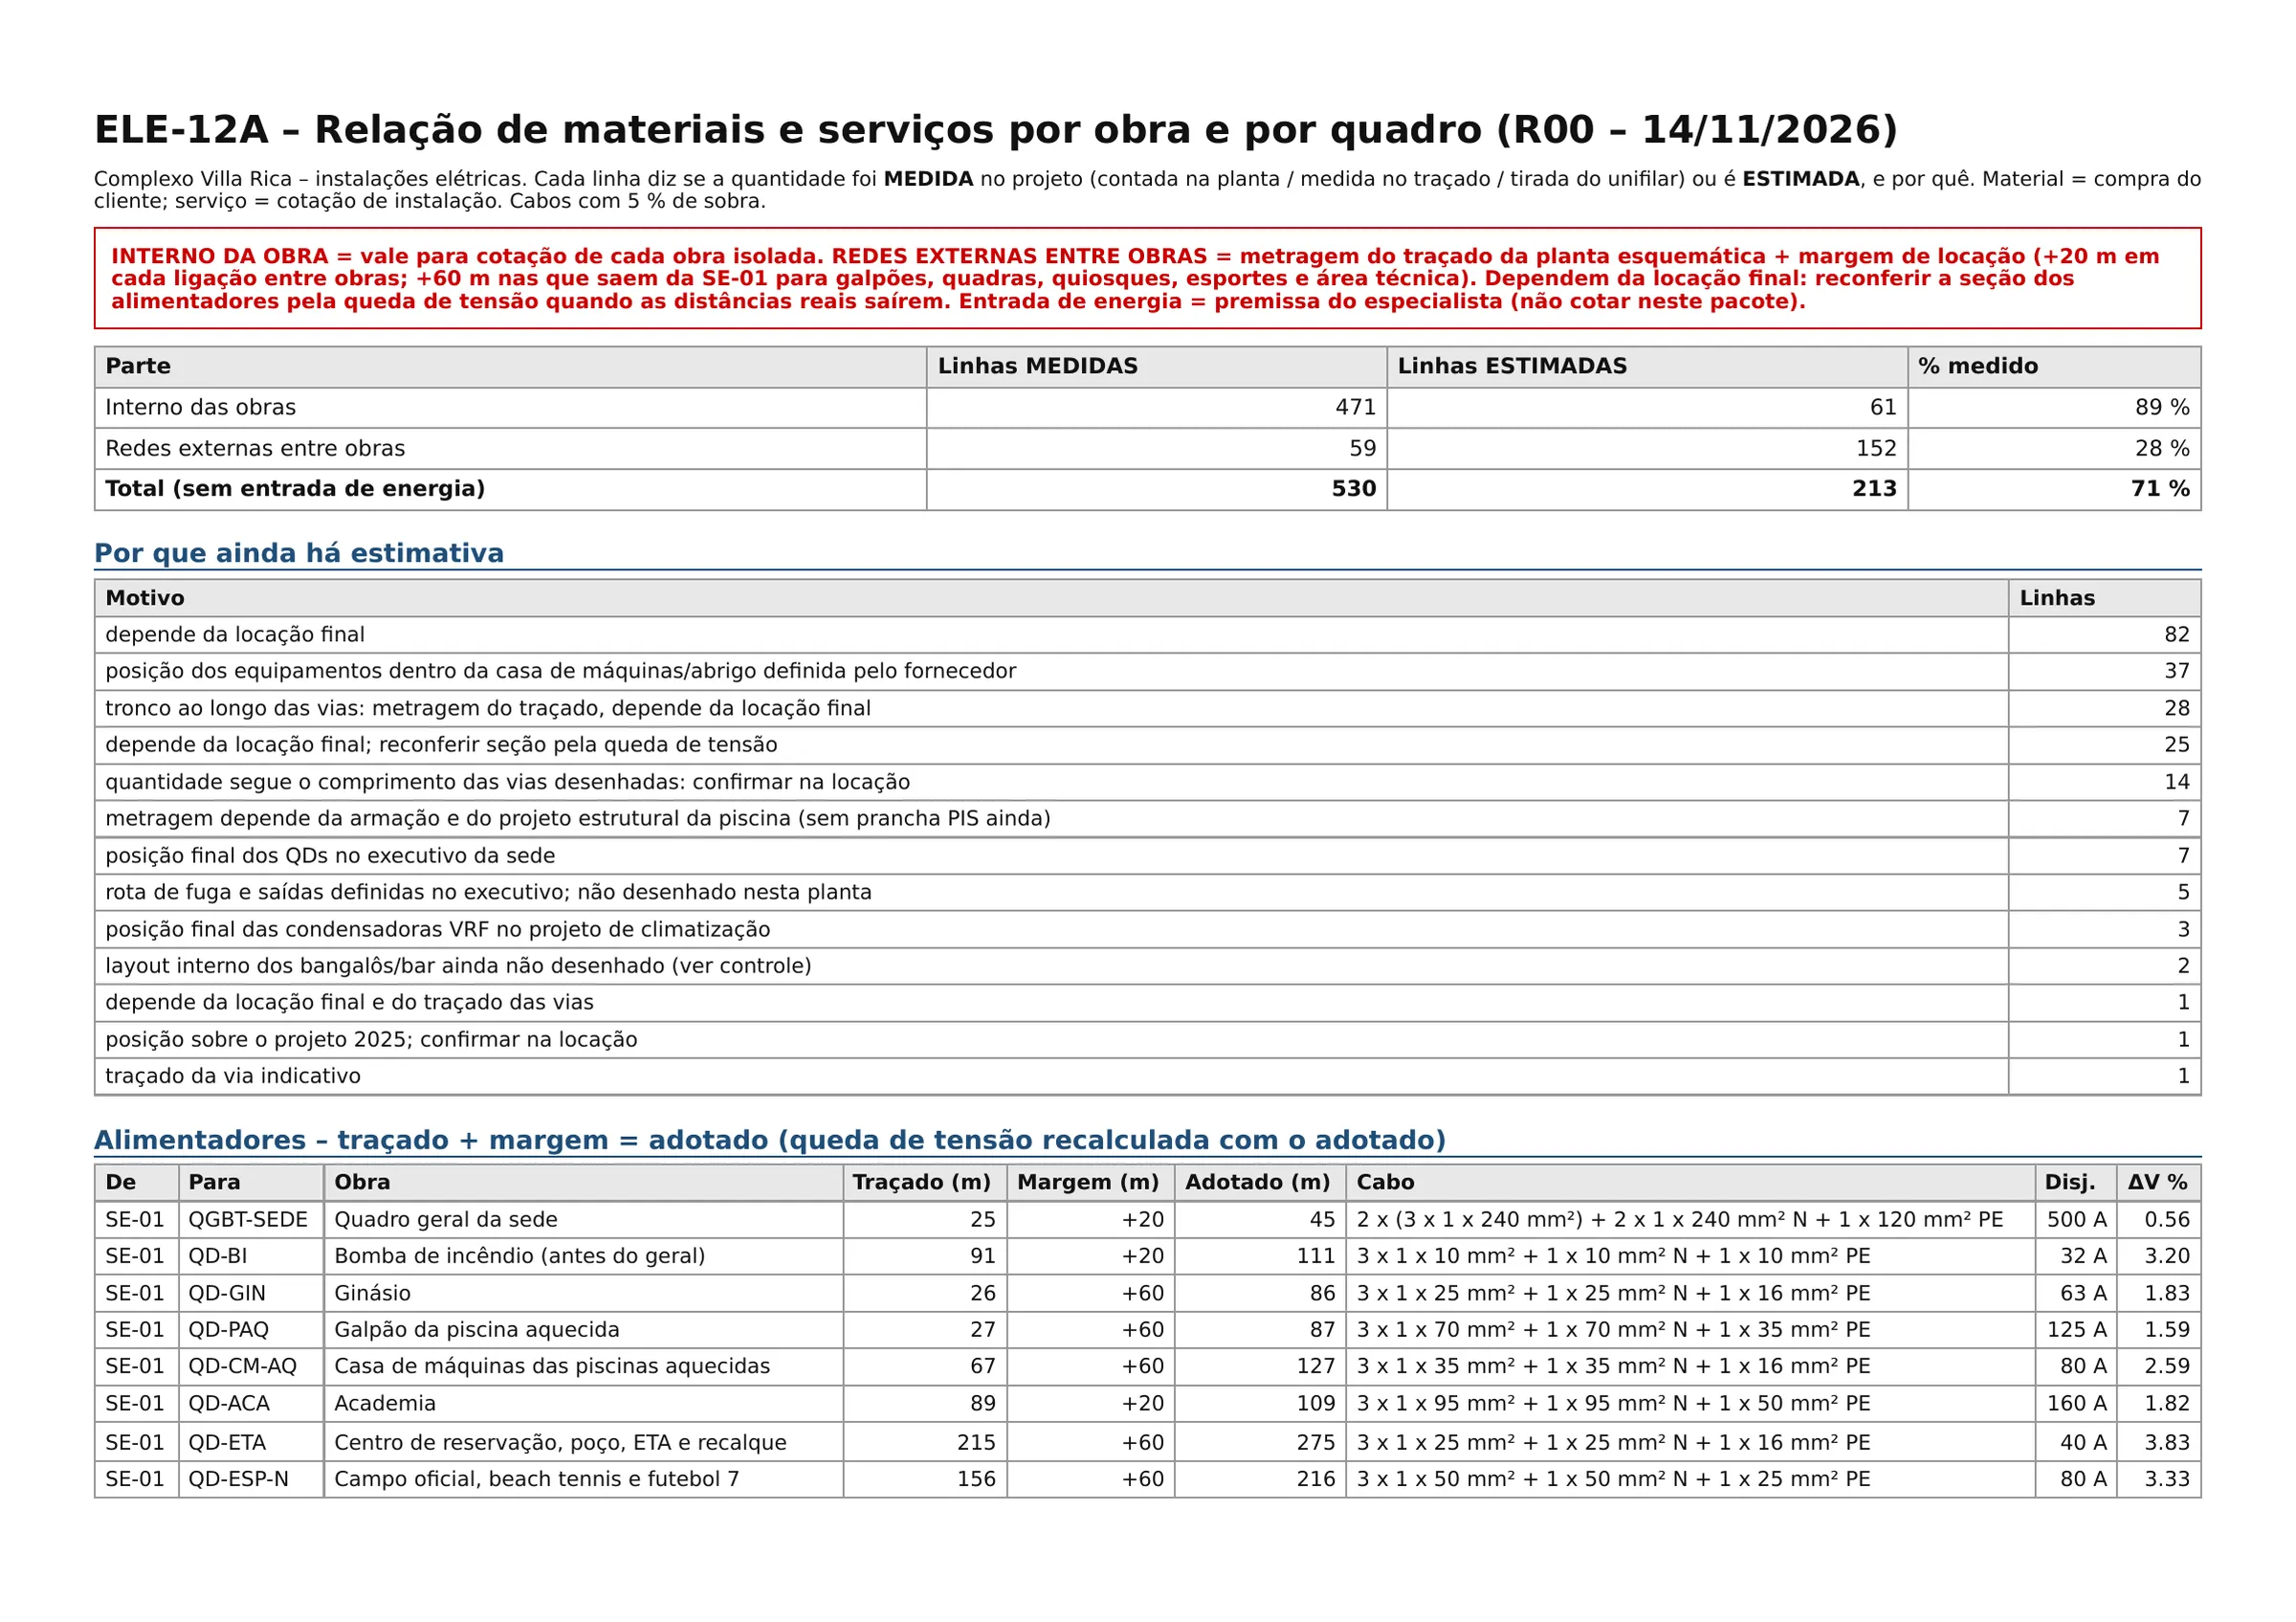 ELE-12A – Relação de materiais e serviços por obra e por quadro (R00 – 14/11/2026)
Complexo Villa Rica – instalações elétricas. Cada linha diz se a quantidade foi MEDIDA no projeto (contada na planta / medida no traçado / tirada do unifilar) ou é ESTIMADA, e por quê. Material = compra do
cliente; serviço = cotação de instalação. Cabos com 5 % de sobra.
INTERNO DA OBRA = vale para cotação de cada obra isolada. REDES EXTERNAS ENTRE OBRAS = metragem do traçado da planta esquemática + margem de locação (+20 m em
cada ligação entre obras; +60 m nas que saem da SE-01 para galpões, quadras, quiosques, esportes e área técnica). Dependem da locação final: reconferir a seção dos
alimentadores pela queda de tensão quando as distâncias reais saírem. Entrada de energia = premissa do especialista (não cotar neste pacote).
Parte Linhas MEDIDAS Linhas ESTIMADAS % medido
Interno das obras 471 61 89 %
Redes externas entre obras 59 152 28 %
Total (sem entrada de energia) 530 213 71 %
Por que ainda há estimativa
Motivo Linhas
depende da locação final 82
posição dos equipamentos dentro da casa de máquinas/abrigo definida pelo fornecedor 37
tronco ao longo das vias: metragem do traçado, depende da locação final 28
depende da locação final; reconferir seção pela queda de tensão 25
quantidade segue o comprimento das vias desenhadas: confirmar na locação 14
metragem depende da armação e do projeto estrutural da piscina (sem prancha PIS ainda) 7
posição final dos QDs no executivo da sede 7
rota de fuga e saídas definidas no executivo; não desenhado nesta planta 5
posição final das condensadoras VRF no projeto de climatização 3
layout interno dos bangalôs/bar ainda não desenhado (ver controle) 2
depende da locação final e do traçado das vias 1
posição sobre o projeto 2025; confirmar na locação 1
traçado da via indicativo 1
Alimentadores – traçado + margem = adotado (queda de tensão recalculada com o adotado)
De Para Obra Traçado (m) Margem (m) Adotado (m) Cabo Disj. ΔV %
SE-01 QGBT-SEDE Quadro geral da sede 25 +20 45 2 x (3 x 1 x 240 mm²) + 2 x 1 x 240 mm² N + 1 x 120 mm² PE 500 A 0.56
SE-01 QD-BI Bomba de incêndio (antes do geral) 91 +20 111 3 x 1 x 10 mm² + 1 x 10 mm² N + 1 x 10 mm² PE 32 A 3.20
SE-01 QD-GIN Ginásio 26 +60 86 3 x 1 x 25 mm² + 1 x 25 mm² N + 1 x 16 mm² PE 63 A 1.83
SE-01 QD-PAQ Galpão da piscina aquecida 27 +60 87 3 x 1 x 70 mm² + 1 x 70 mm² N + 1 x 35 mm² PE 125 A 1.59
SE-01 QD-CM-AQ Casa de máquinas das piscinas aquecidas 67 +60 127 3 x 1 x 35 mm² + 1 x 35 mm² N + 1 x 16 mm² PE 80 A 2.59
SE-01 QD-ACA Academia 89 +20 109 3 x 1 x 95 mm² + 1 x 95 mm² N + 1 x 50 mm² PE 160 A 1.82
SE-01 QD-ETA Centro de reservação, poço, ETA e recalque 215 +60 275 3 x 1 x 25 mm² + 1 x 25 mm² N + 1 x 16 mm² PE 40 A 3.83
SE-01 QD-ESP-N Campo oficial, beach tennis e futebol 7 156 +60 216 3 x 1 x 50 mm² + 1 x 50 mm² N + 1 x 25 mm² PE 80 A 3.33